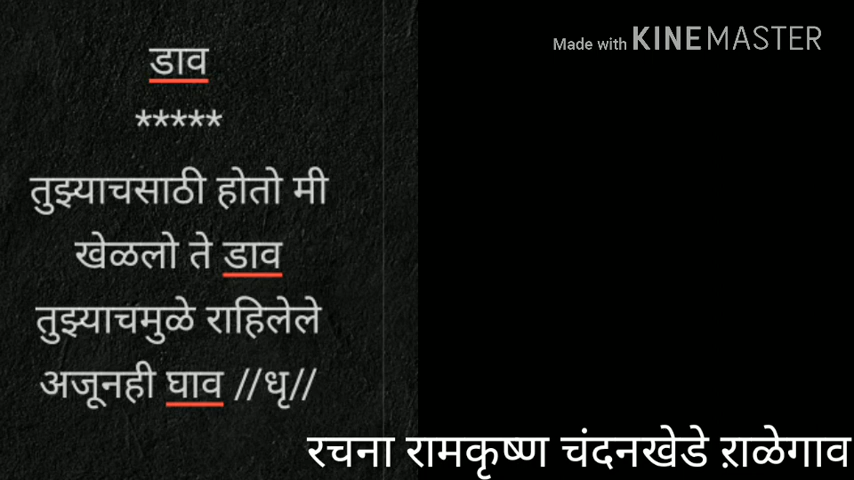 डाव
*****
तुझ्याचसाठी होतो मी
खेळलो ते डाव
तुझ्याचमुळे राहिलेले
अजूनही घाव //धृ//
Made with KINEMASTER
रचना रामकृष्ण चंदनखेडे ऱाळेगाव